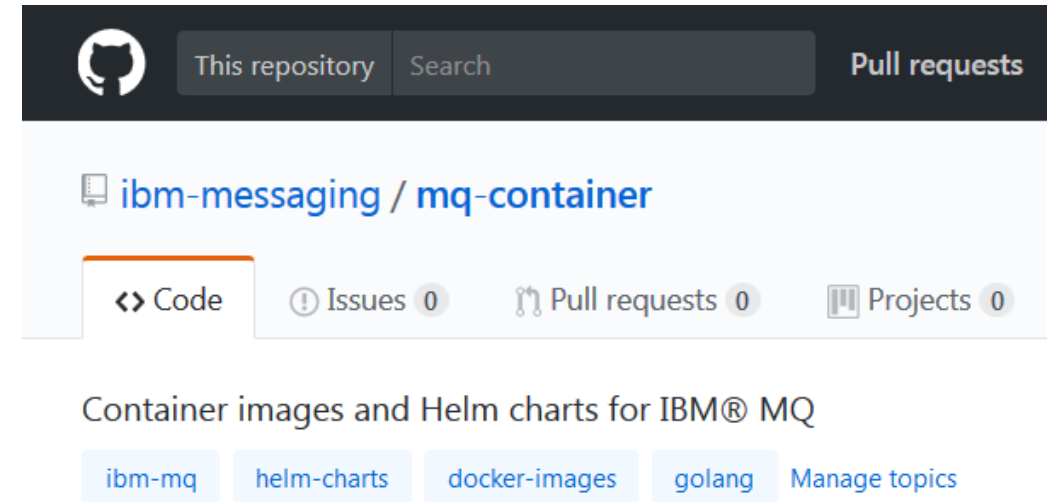 This repository Search Pull requests
ibm-messaging / mq-container
Code Issues 0 Pull requests 0 Projects 0
Container images and Helm charts for IBM® MQ
ibm-mq helm-charts docker-images golang Manage topics